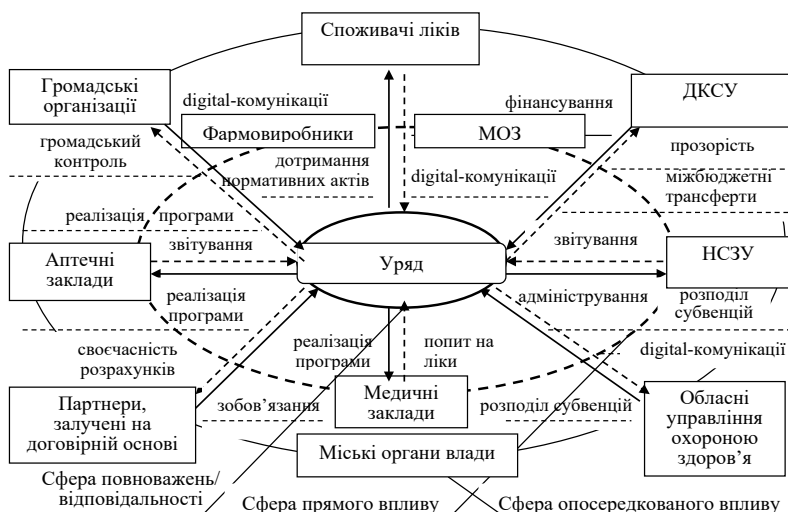 Споживачі ліків
Громадські
організації
ДКСУ
digital-комунікації
фінансування
Фармовиробники
МОЗ
громадський
контроль
прозорість
дотримання
нормативних актів
digital-комунікації
міжбюджетні
трансферти
реалізація програми
звітування
звітування
Аптечні
заклади
Уряд
НСЗУ
реалізація
програми
адміністрування
розподіл
субвенцій
своєчасність
розрахунків
реалізація
програми
попит на
ліки
digital-комунікації
Партнери,
залучені на
договірній основі
зобов’язання
Медичні
заклади
розподіл субвенцій
Обласні
управління
охороною
здоров’я
Міські органи влади
Сфера повноважень/
відповідальності
Сфера прямого впливу
Сфера опосередкованого впливу